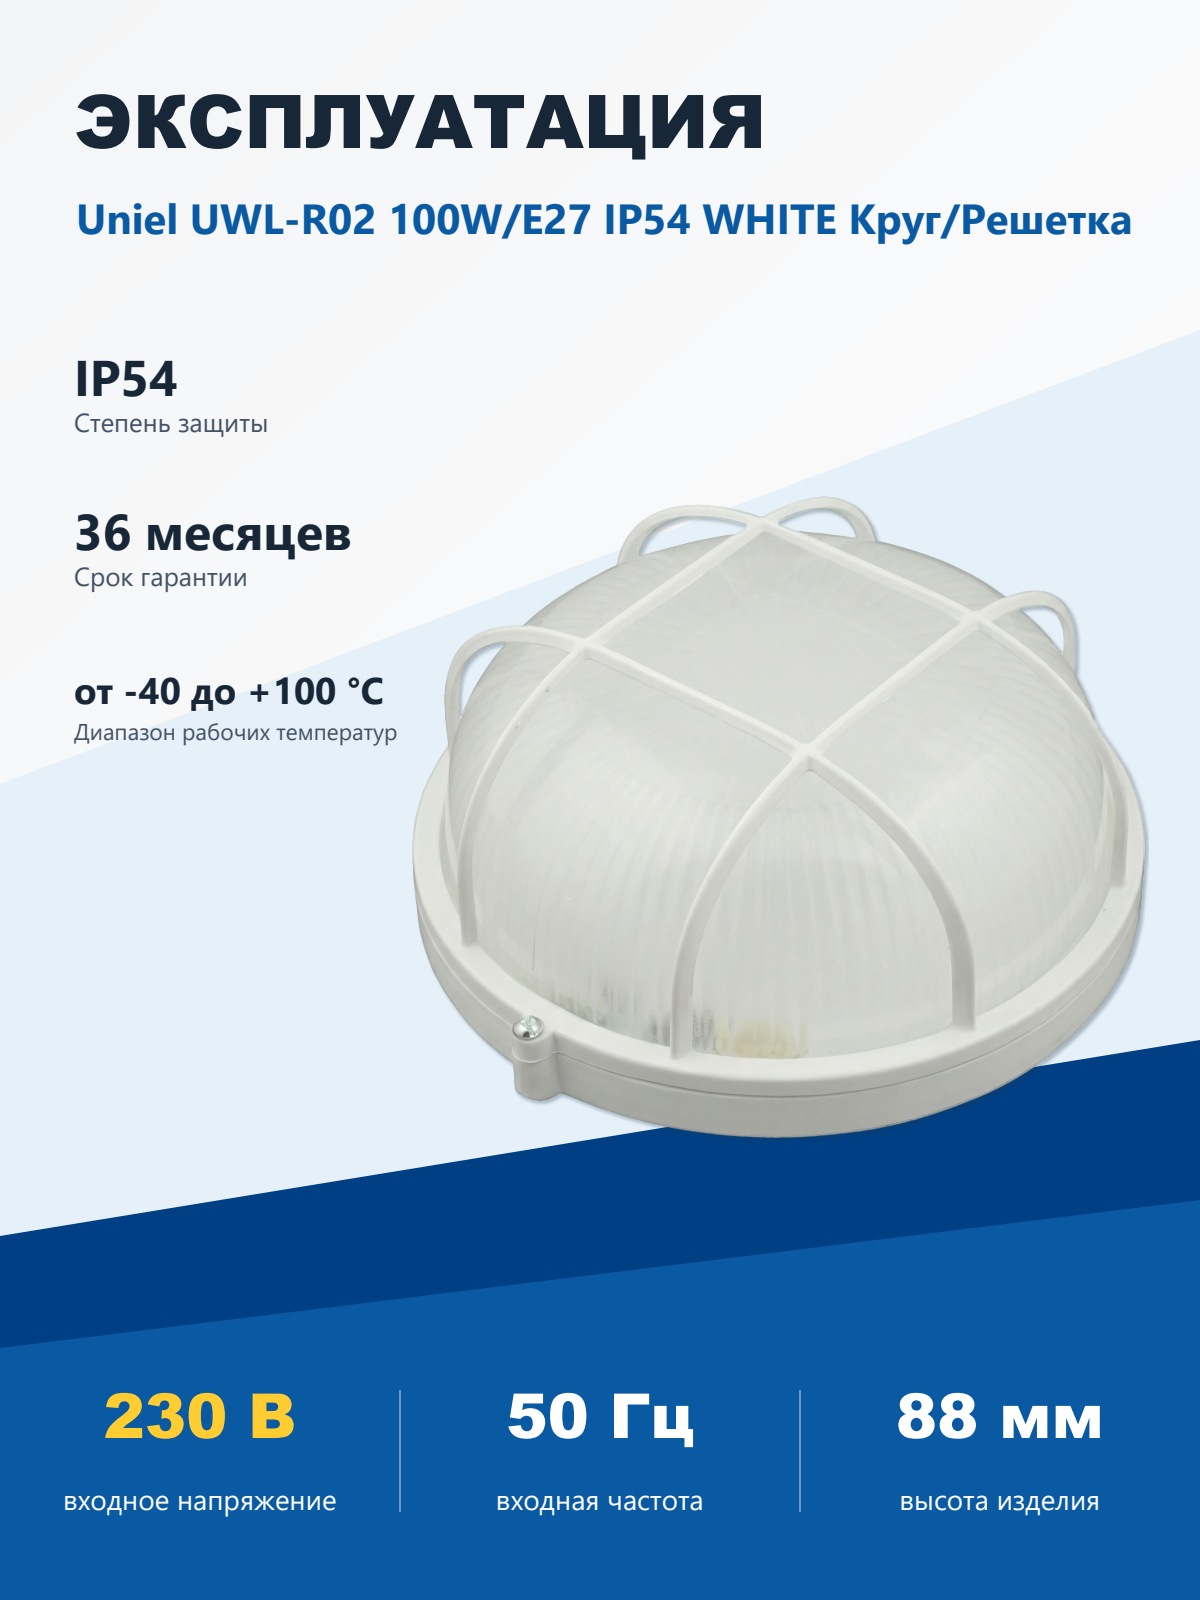 ЭКСПЛУАТАЦИЯ
Uniel UWL-R02 100W/E27 IP54 WHITE Круг/Решетка
IP54
Степень защиты
36 месяцев
Срок гарантии
от -40 до +100 °C
Диапазон рабочих температур
230 В
входное напряжение
50 Гц
входная частота
88 мм
высота изделия